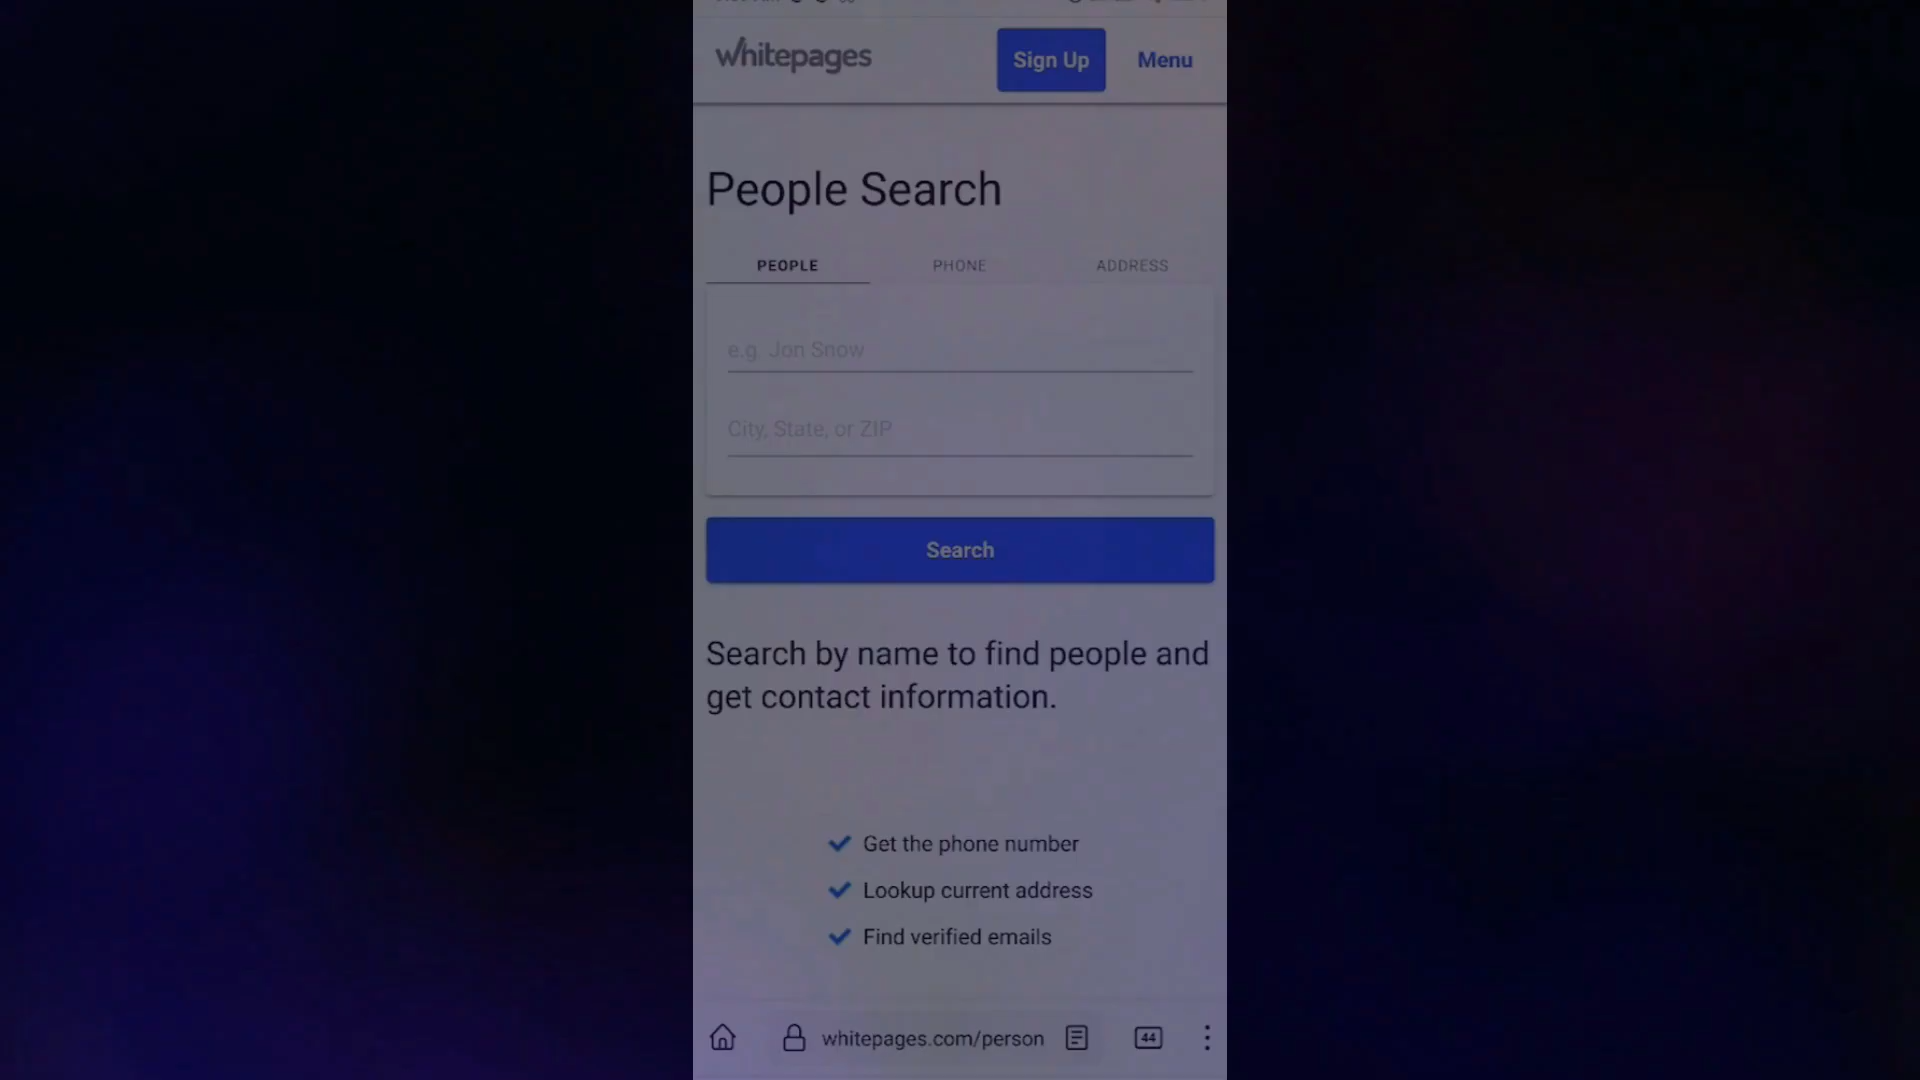 whitepages
Sign Up
Menu
People Search
PEOPLE
PHONE
ADDRESS
e.g. Jon Snow
City, State, or ZIP
Search
Search by name to find people and
get contact information.
Get the phone number
Lookup current address
Find verified emails
whitepages.com/person
44